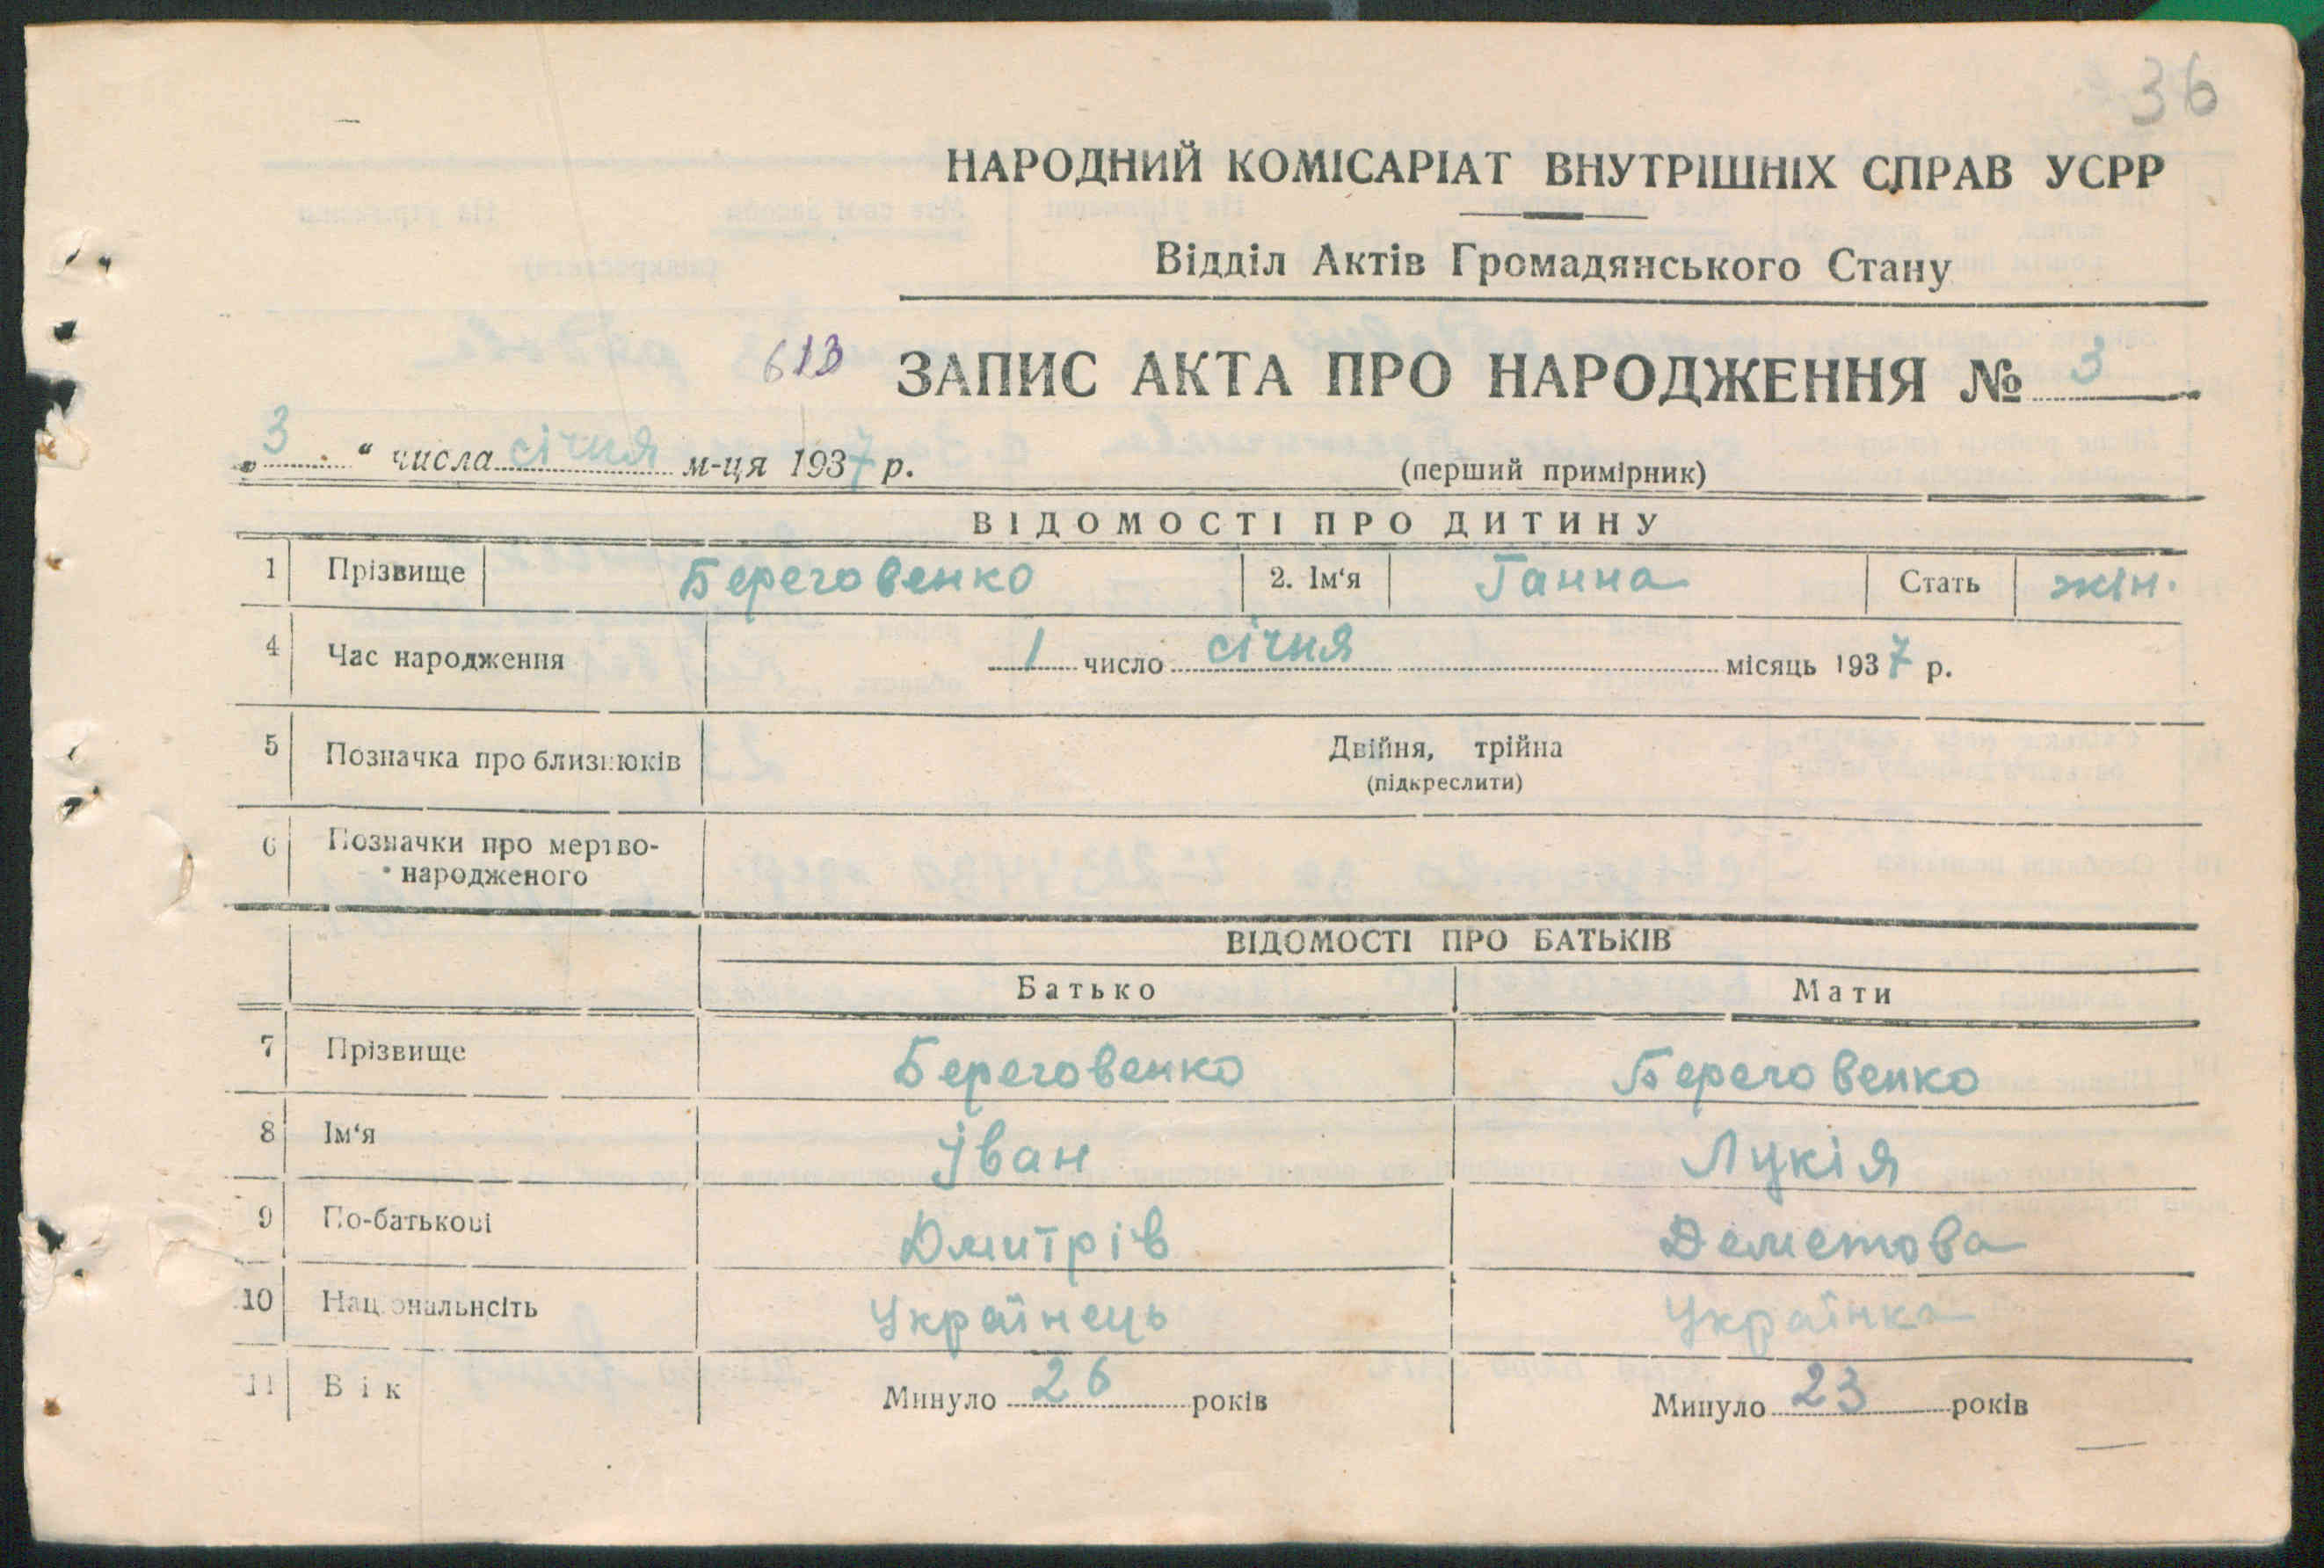 36
НАРОДНИЙ КОМІСАРІАТ ВНУТРІШНІХ СПРАВ УСРР
Відділ Актів Громадянського Стану
613 ЗАПИС АКТА ПРО НАРОДЖЕННЯ № 3
„3“ числа січня м-ця 1937 р. (перший примірник)
ВІДОМОСТІ ПРО ДИТИНУ
1 Прізвище Береговенко 2. Ім‘я Ганна Стать жін.
4 Час народження 1 число січня місяць 1937 р.
5 Позначка про близнюків Двійня, трійна
(підкреслити)
6 Позначки про мертво-
народженого
ВІДОМОСТІ ПРО БАТЬКІВ
Батько Мати
7 Прізвище Береговенко Береговенко
8 Ім‘я Іван Лукія
9 По-батькові Дмитрів
10 Національнсіть Українець Українка
11 Вік Минуло 26 років Минуло 23 років